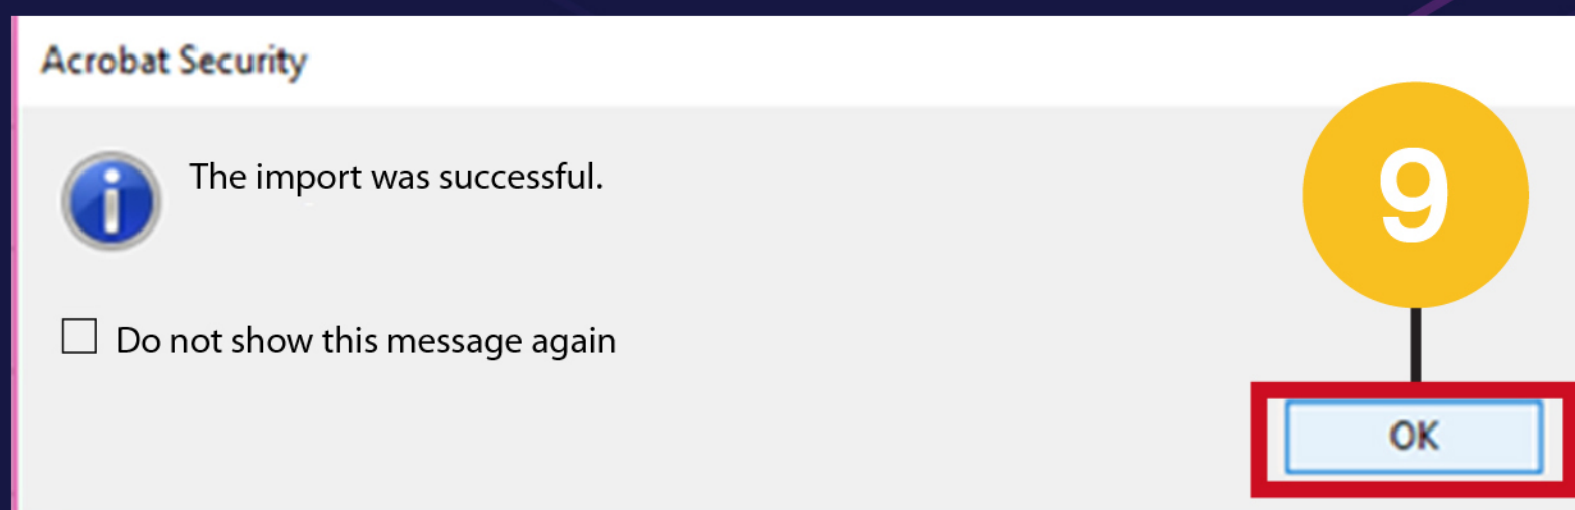 Acrobat Security
The import was successful.
9
Do not show this message again
OK